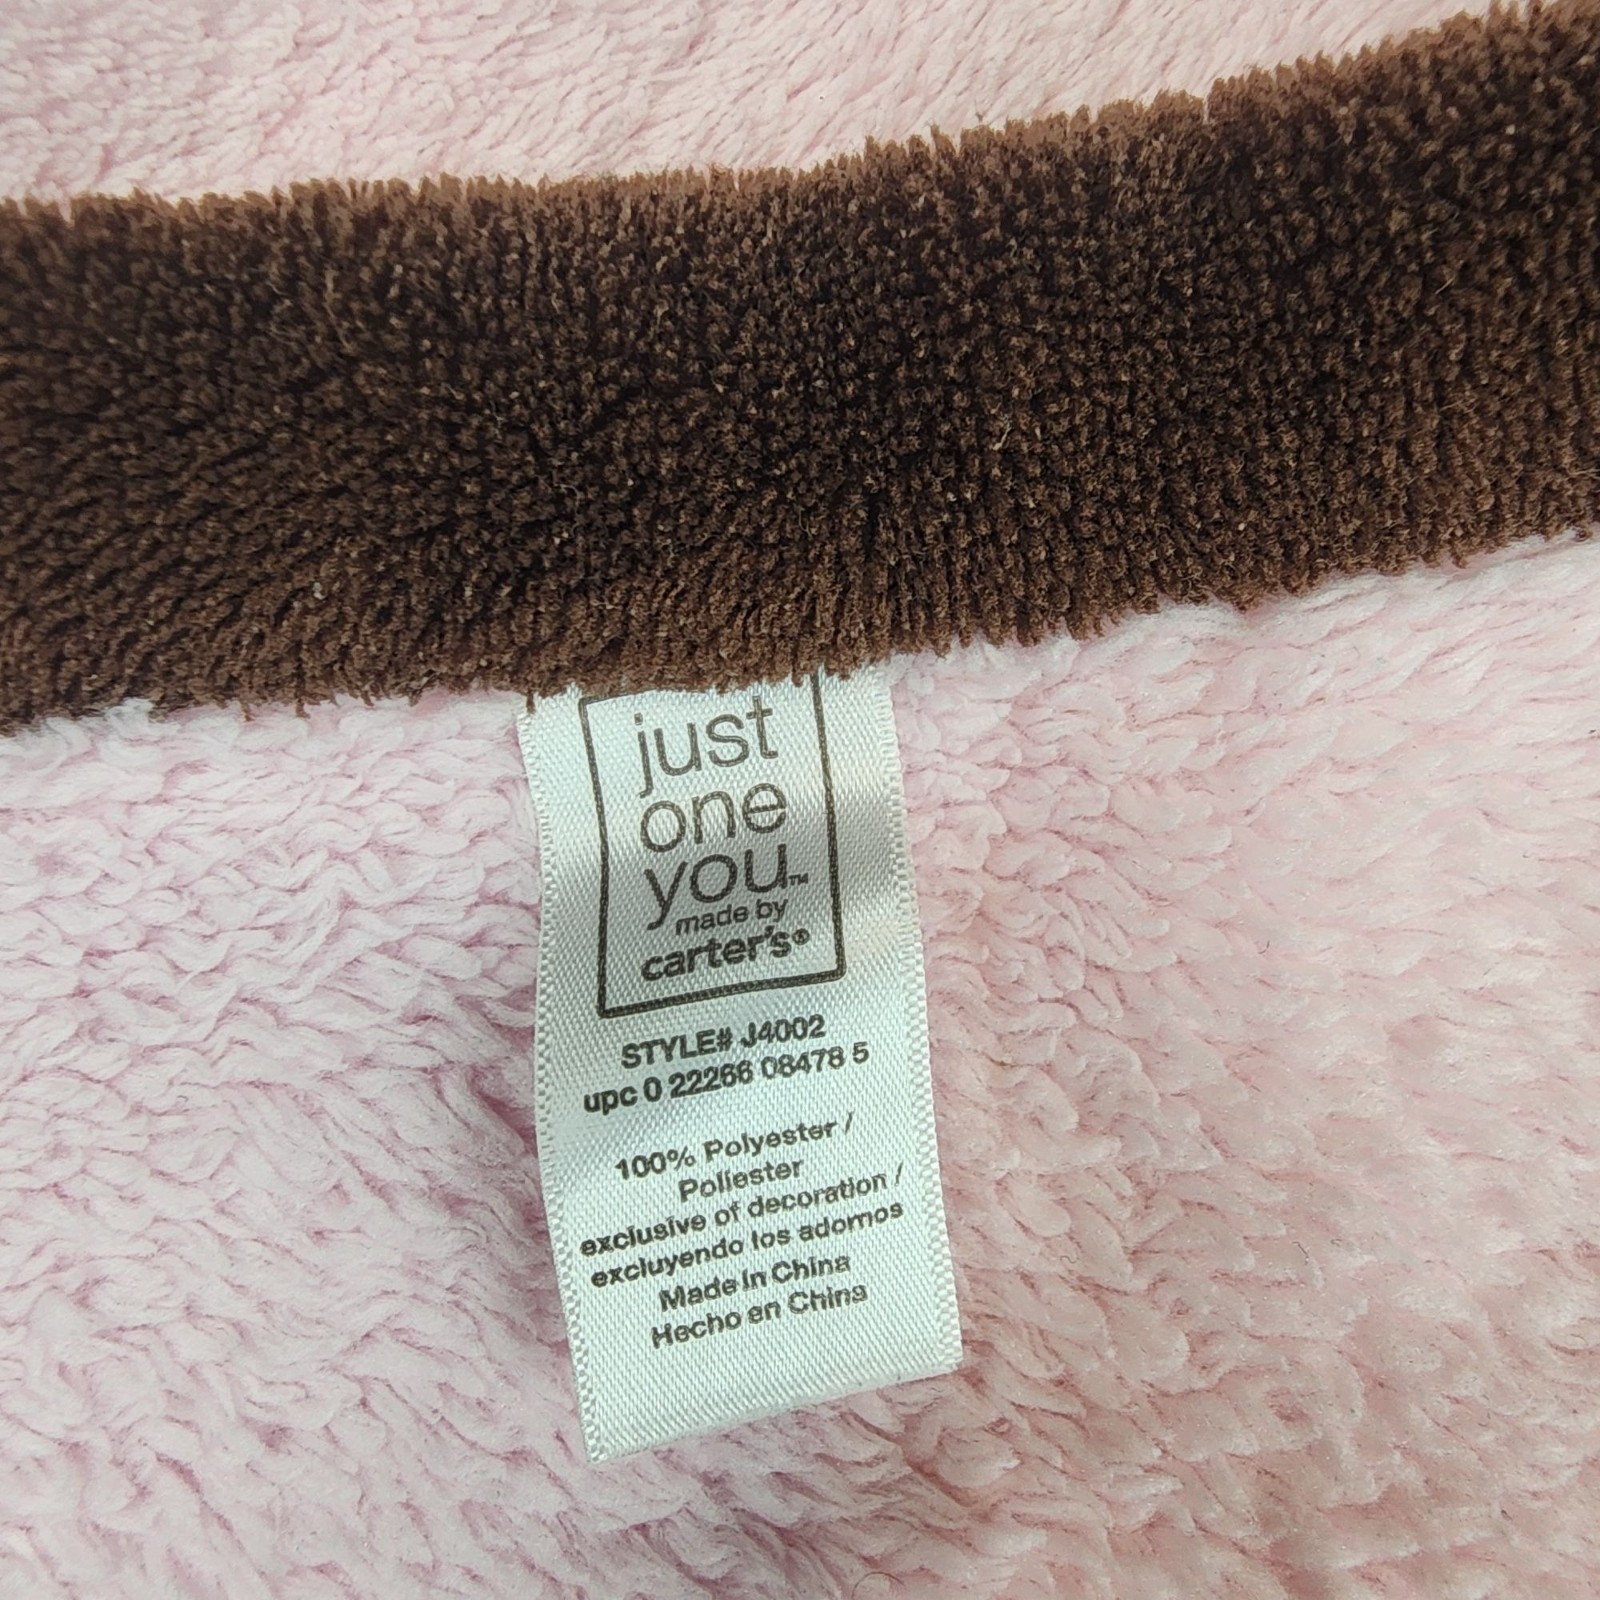 just
one
you™
made by
carter's®
STYLE# J4002
upc 0 22266 08478 5
100% Polyester /
Poliester
exclusive of decoration /
excluyendo los adornos
Made in China
Hecho en China